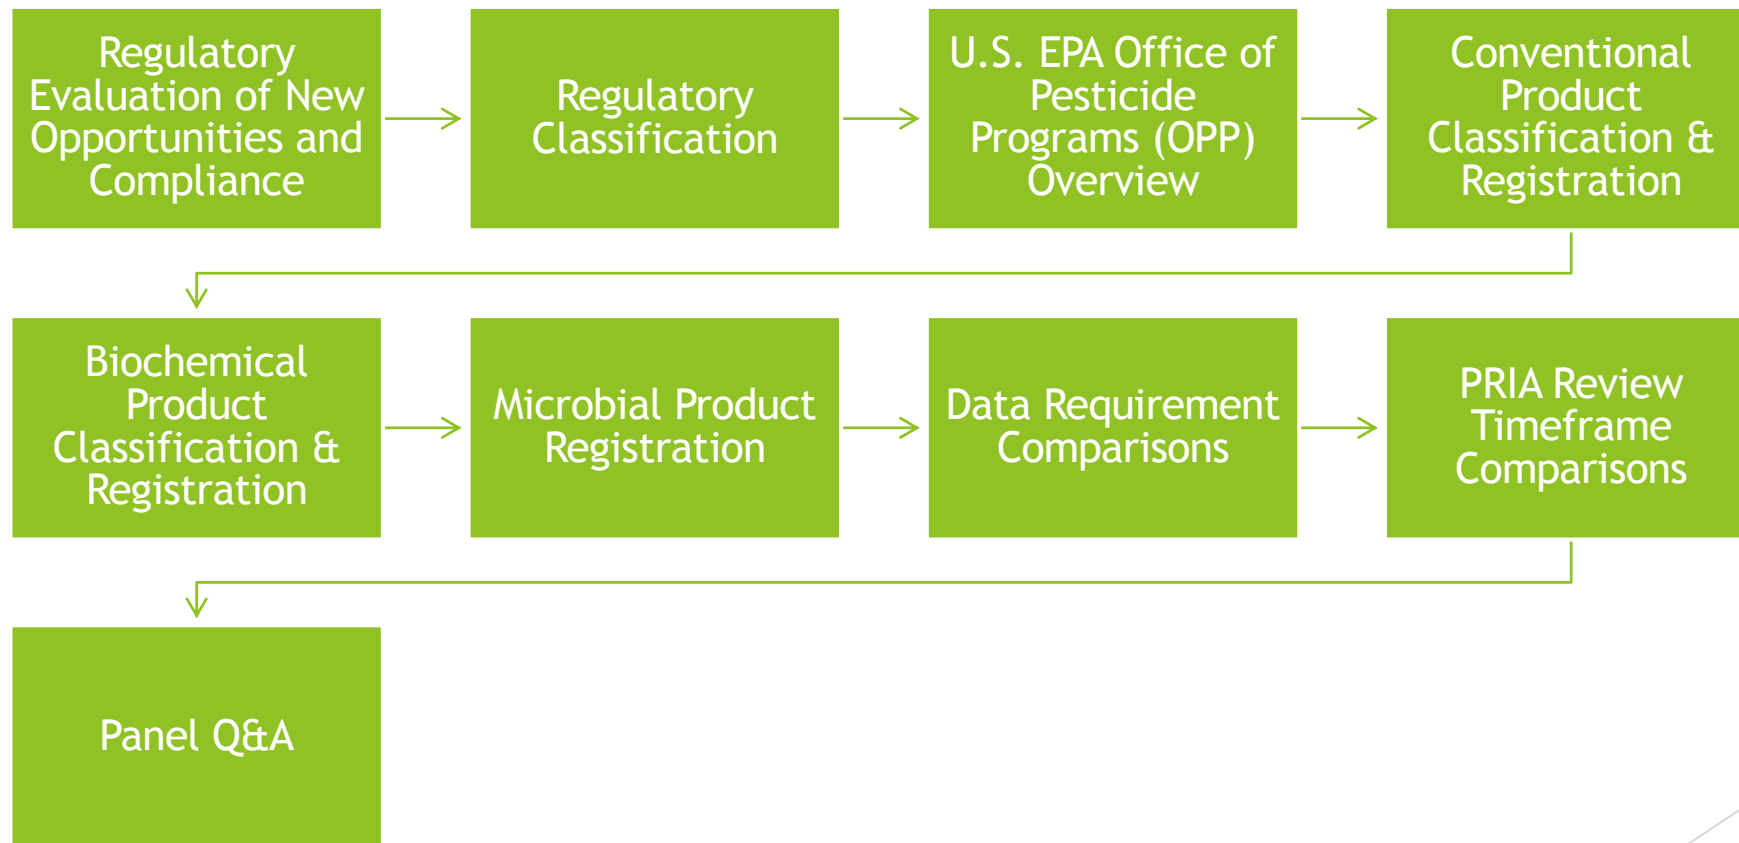 Regulatory
Evaluation of New
Opportunities and
Compliance
Regulatory
Classification
U.S. EPA Office of
Pesticide
Programs (OPP)
Overview
Conventional
Product
Classification &
Registration
Biochemical
Product
Classification &
Registration
Microbial Product
Registration
Data Requirement
Comparisons
PRIA Review
Timeframe
Comparisons
Panel Q&A